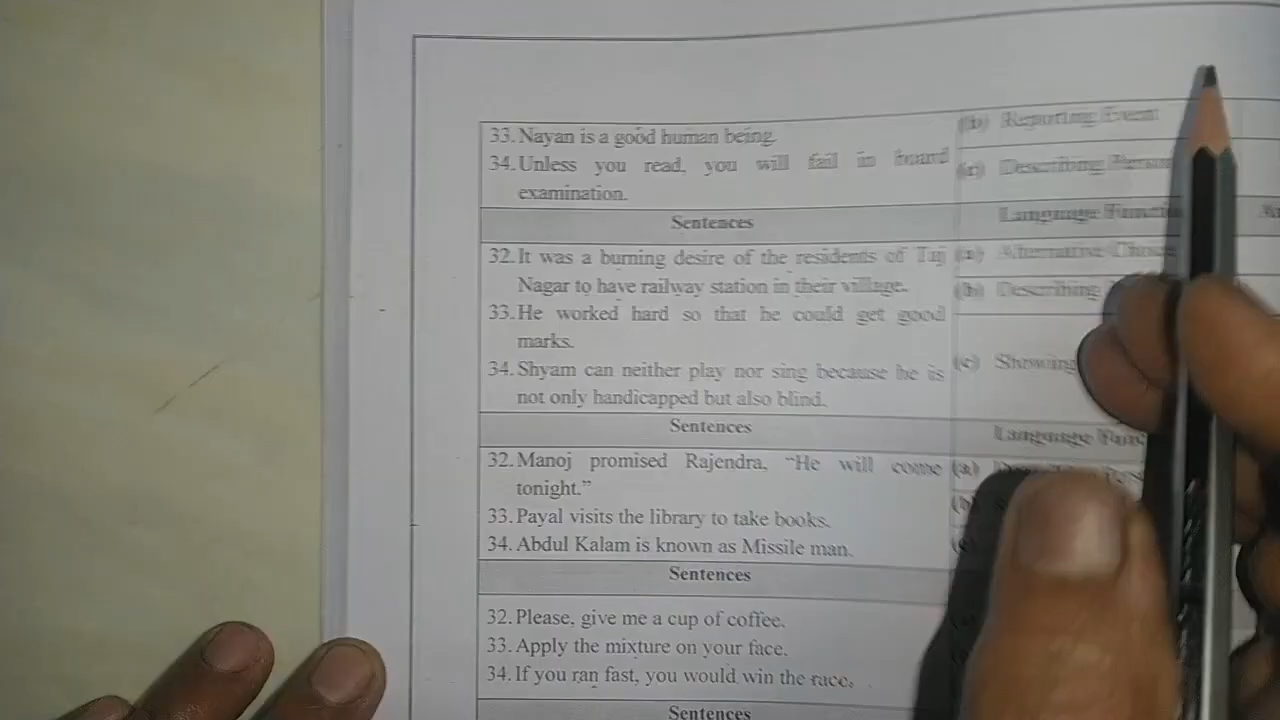 33. Nayan is a good human being.
(b) Reporting Event
34. Unless you read, you will fail in board
(c) Describing Person
examination.
Sentences
Language
32. It was a burning desire of the residents of Taj
(a) Alternative
Nagar to have railway station in their village.
(b) Describing
33. He worked hard so that he could get good
marks.
34. Shyam can neither play nor sing because he is
(c) Showing
not only handicapped but also blind.
Sentences
Language
32. Manoj promised Rajendra, “He will come
(a)
tonight.”
(b)
33. Payal visits the library to take books.
34. Abdul Kalam is known as Missile man.
Sentences
32. Please, give me a cup of coffee.
33. Apply the mixture on your face.
34. If you ran fast, you would win the race.
Sentences